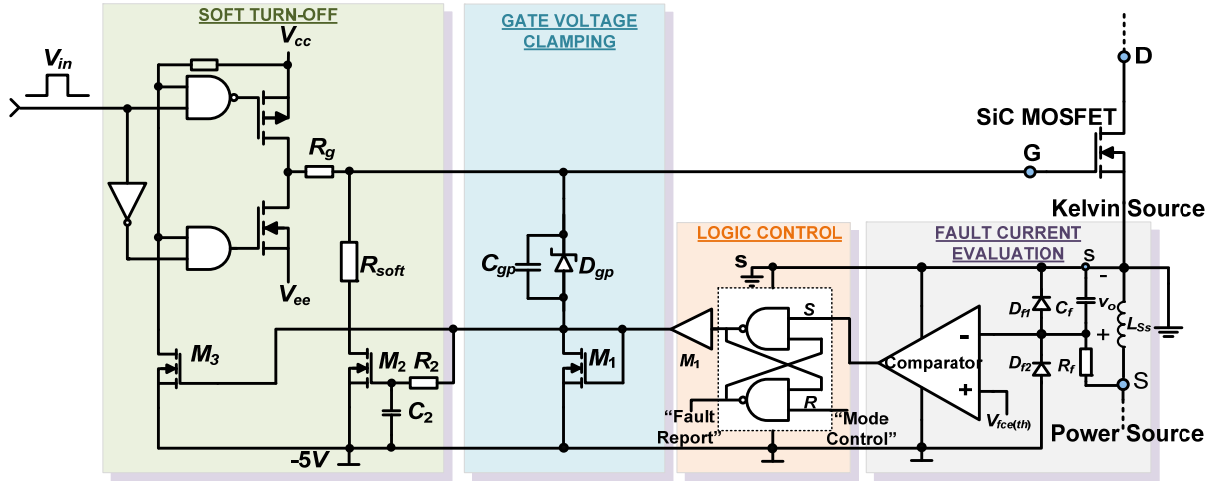 SOFT TURN-OFF
GATE VOLTAGE
CLAMPING
Vcc
Vin
D
SiC MOSFET
Rg
G
Kelvin Source
LOGIC CONTROL
FAULT CURRENT
EVALUATION
Rsoft
Cgp
Dgp
s
S
-
Df1
Cf
vo
LSs
Vee
S
-
+
M3
M2
R2
M1
M1
Comparator
Df2
Rf
S
C2
R
+
Vfce(th)
"Fault
Report"
"Mode
Control"
Power Source
-5V